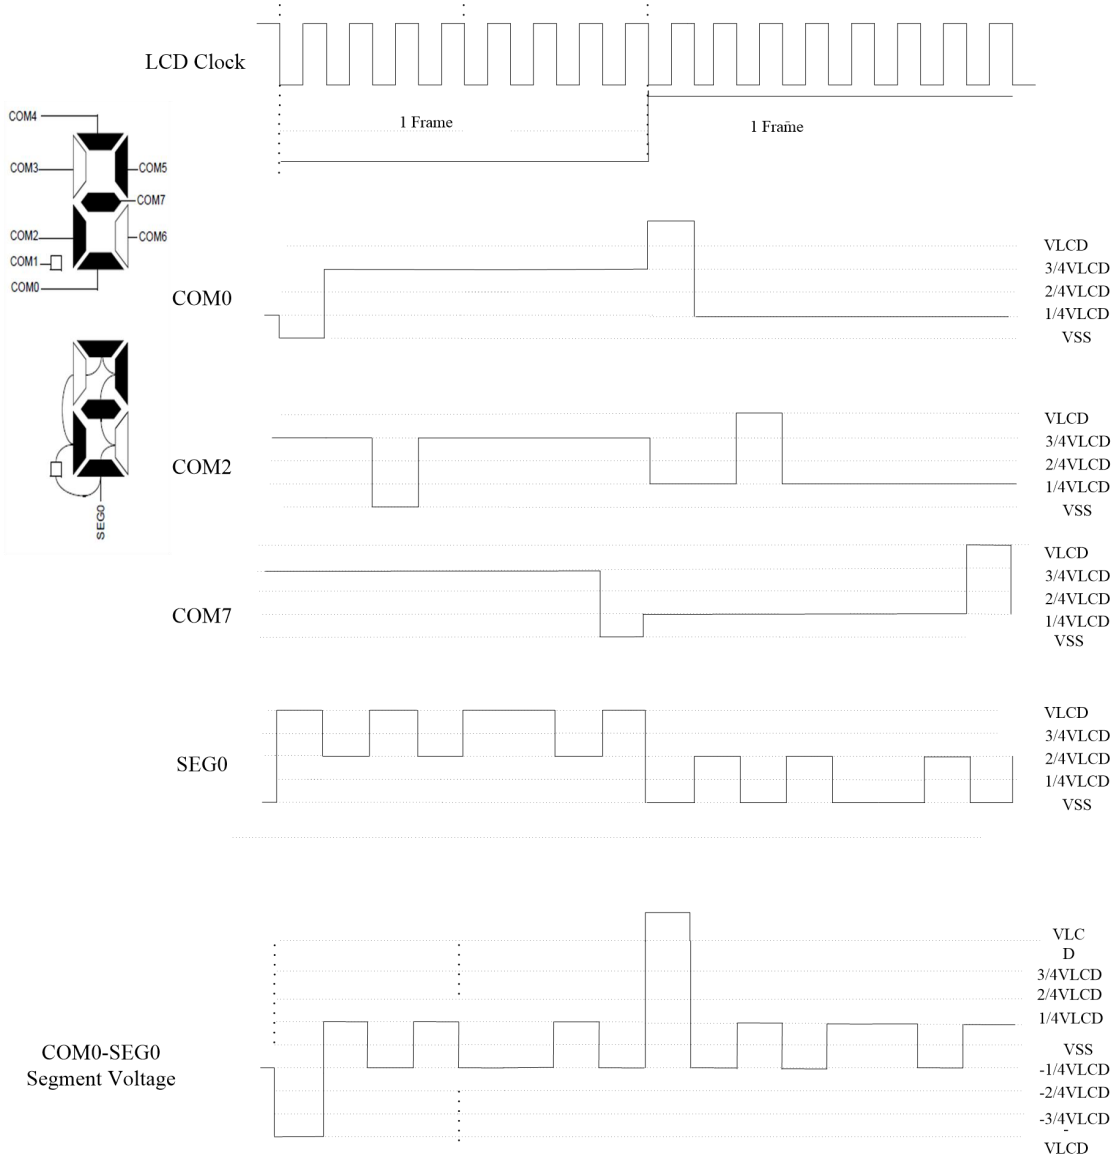 LCD Clock
1 Frame
1 Frame
COM4
COM3
COM5
COM7
COM2
COM6
COM1
COM0
COM0
VLCD
3/4VLCD
2/4VLCD
1/4VLCD
VSS
SEG0
COM2
VLCD
3/4VLCD
2/4VLCD
1/4VLCD
VSS
COM7
VLCD
3/4VLCD
2/4VLCD
1/4VLCD
VSS
SEG0
VLCD
3/4VLCD
2/4VLCD
1/4VLCD
VSS
COM0-SEG0
Segment Voltage
VLC
D
3/4VLCD
2/4VLCD
1/4VLCD
VSS
-1/4VLCD
-2/4VLCD
-3/4VLCD
-
VLCD